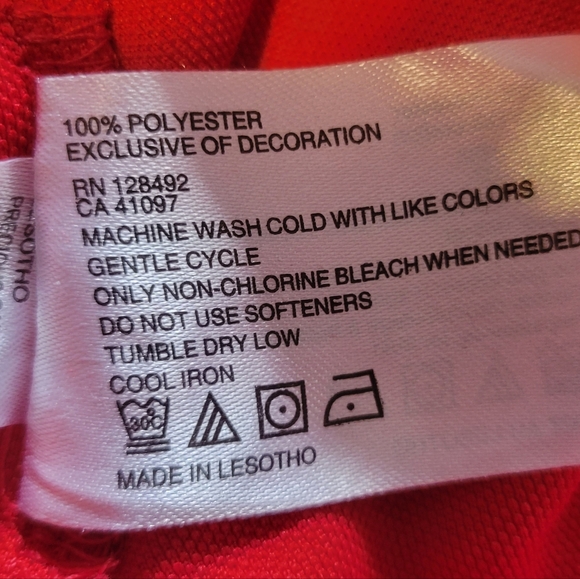 100% POLYESTER
EXCLUSIVE OF DECORATION
RN 128492
CA 41097
MACHINE WASH COLD WITH LIKE COLORS
GENTLE CYCLE
ONLY NON-CHLORINE BLEACH WHEN NEEDED
DO NOT USE SOFTENERS
TUMBLE DRY LOW
COOL IRON
30C
MADE IN LESOTHO